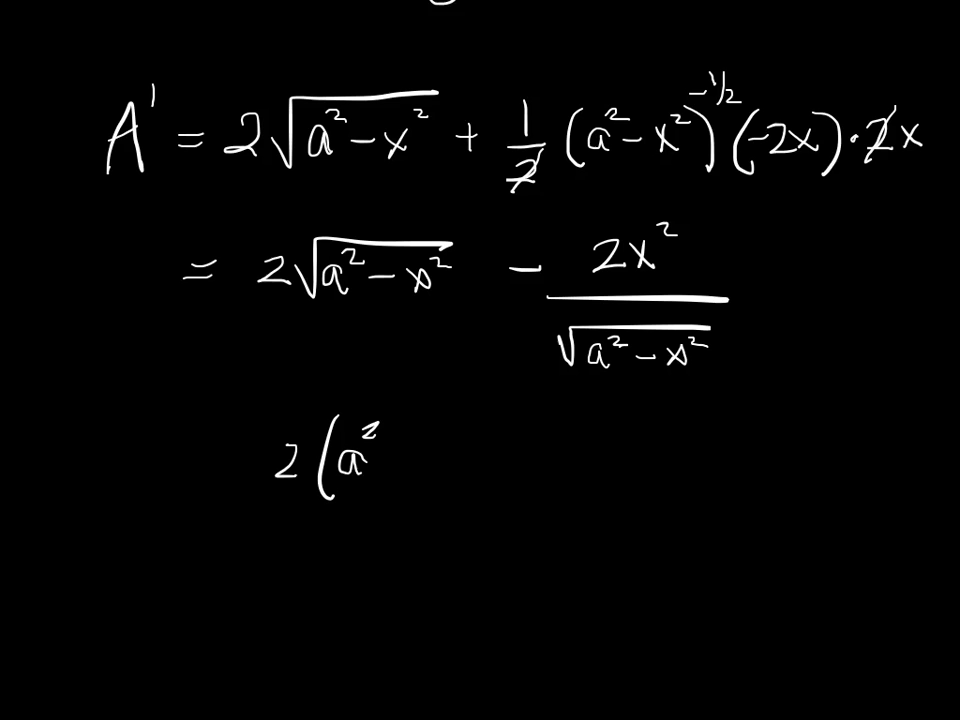 A' = 2√(a² − x²) + 1/2 (a² − x²)^(−1/2) (−2x) · 2x
= 2√(a² − x²) − 2x² / √(a² − x²)
2(a²